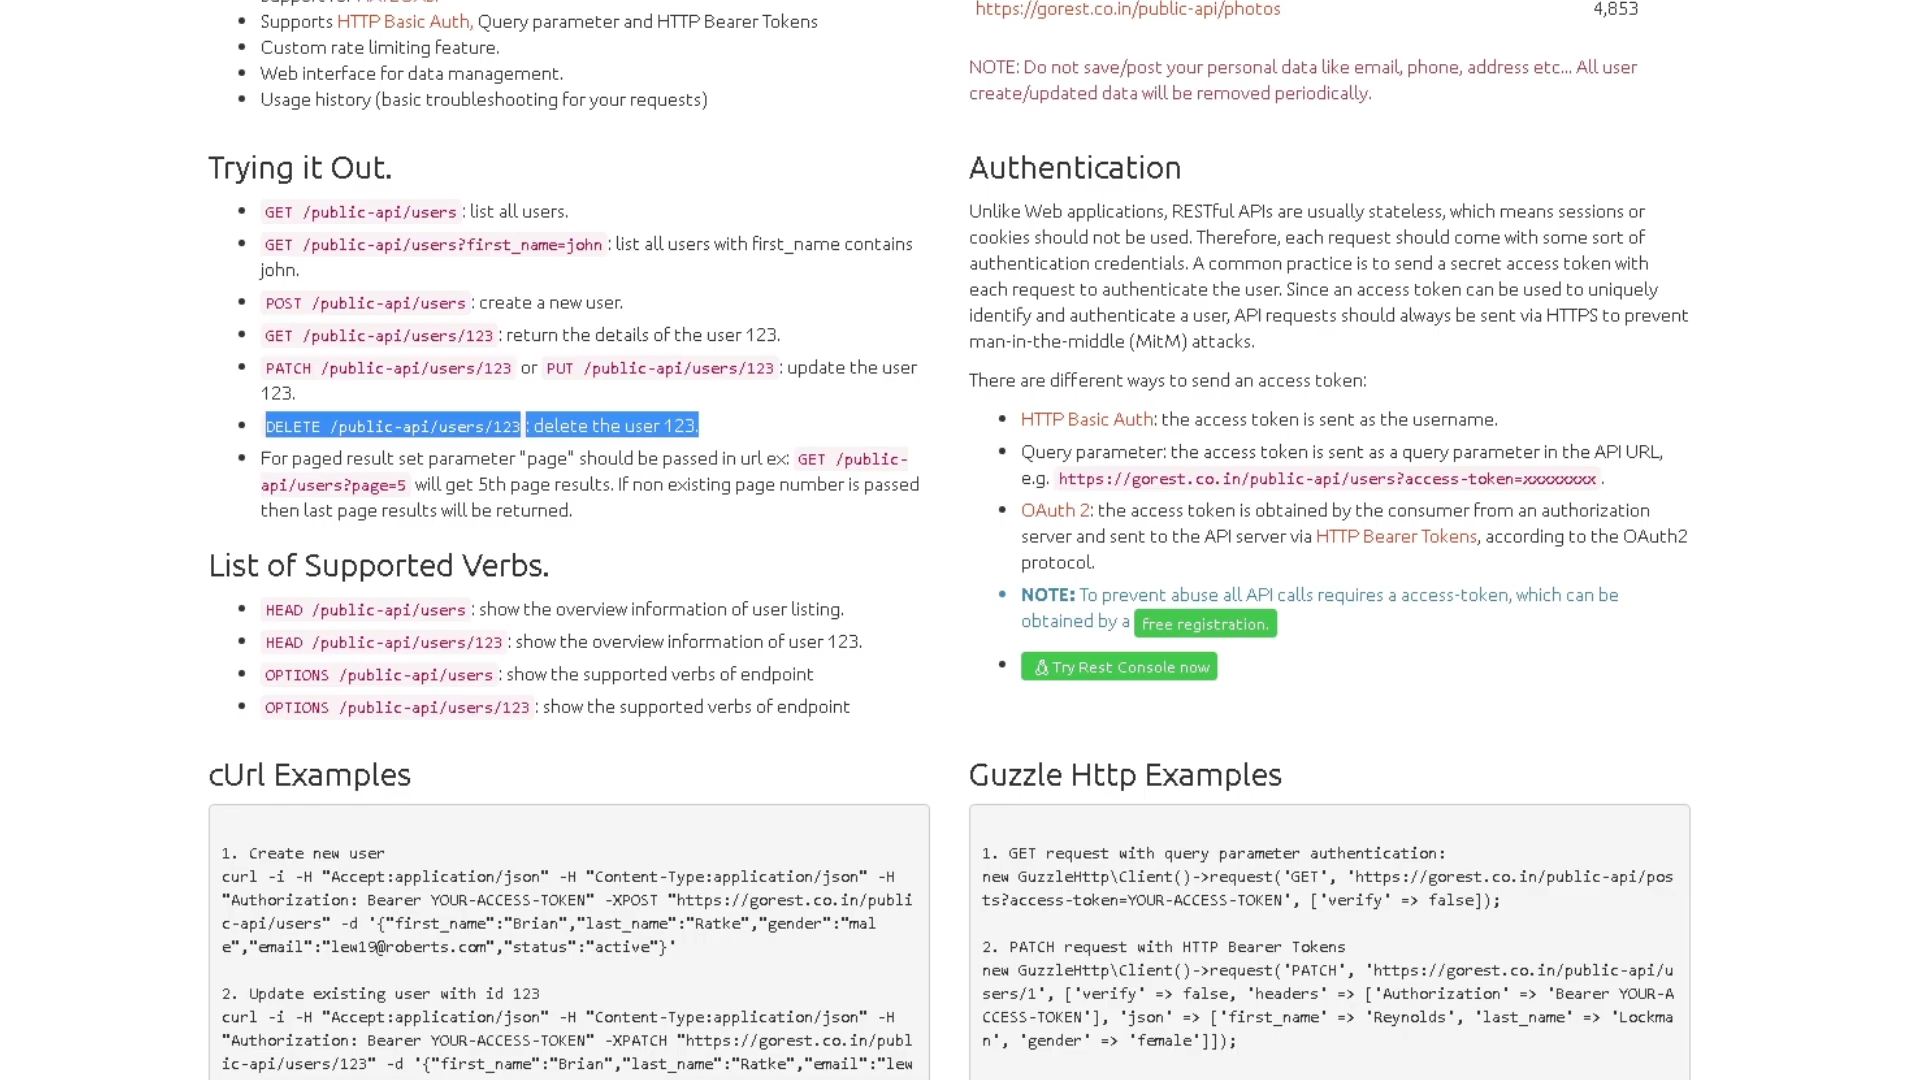 Supports HTTP Basic Auth, Query parameter and HTTP Bearer Tokens
Custom rate limiting feature.
Web interface for data management.
Usage history (basic troubleshooting for your requests)
https://gorest.co.in/public-api/photos 4,853
NOTE: Do not save/post your personal data like email, phone, address etc... All user
create/updated data will be removed periodically.
Trying it Out.
GET /public-api/users : list all users.
GET /public-api/users?first_name=john : list all users with first_name contains
john.
POST /public-api/users : create a new user.
GET /public-api/users/123 : return the details of the user 123.
PATCH /public-api/users/123 or PUT /public-api/users/123 : update the user
123.
DELETE /public-api/users/123 : delete the user 123.
For paged result set parameter "page" should be passed in url ex: GET /public-
api/users?page=5 will get 5th page results. If non existing page number is passed
then last page results will be returned.
List of Supported Verbs.
HEAD /public-api/users : show the overview information of user listing.
HEAD /public-api/users/123 : show the overview information of user 123.
OPTIONS /public-api/users : show the supported verbs of endpoint
OPTIONS /public-api/users/123 : show the supported verbs of endpoint
Authentication
Unlike Web applications, RESTful APIs are usually stateless, which means sessions or
cookies should not be used. Therefore, each request should come with some sort of
authentication credentials. A common practice is to send a secret access token with
each request to authenticate the user. Since an access token can be used to uniquely
identify and authenticate a user, API requests should always be sent via HTTPS to prevent
man-in-the-middle (MitM) attacks.
There are different ways to send an access token:
HTTP Basic Auth: the access token is sent as the username.
Query parameter: the access token is sent as a query parameter in the API URL,
e.g. https://gorest.co.in/public-api/users?access-token=xxxxxxxx .
OAuth 2: the access token is obtained by the consumer from an authorization
server and sent to the API server via HTTP Bearer Tokens, according to the OAuth2
protocol.
NOTE: To prevent abuse all API calls requires a access-token, which can be
obtained by a free registration.
Try Rest Console now
cUrl Examples
1. Create new user
curl -i -H "Accept:application/json" -H "Content-Type:application/json" -H
"Authorization: Bearer YOUR-ACCESS-TOKEN" -XPOST "https://gorest.co.in/publi
c-api/users" -d '{"first_name":"Brian","last_name":"Ratke","gender":"mal
e","email":"lew19@roberts.com","status":"active"}'
2. Update existing user with id 123
curl -i -H "Accept:application/json" -H "Content-Type:application/json" -H
"Authorization: Bearer YOUR-ACCESS-TOKEN" -XPATCH "https://gorest.co.in/publ
ic-api/users/123" -d '{"first_name":"Brian","last_name":"Ratke","email":"lew
Guzzle Http Examples
1. GET request with query parameter authentication:
new GuzzleHttp\Client()->request('GET', 'https://gorest.co.in/public-api/pos
ts?access-token=YOUR-ACCESS-TOKEN', ['verify' => false]);
2. PATCH request with HTTP Bearer Tokens
new GuzzleHttp\Client()->request('PATCH', 'https://gorest.co.in/public-api/u
sers/1', ['verify' => false, 'headers' => ['Authorization' => 'Bearer YOUR-A
CCESS-TOKEN'], 'json' => ['first_name' => 'Reynolds', 'last_name' => 'Lockma
n', 'gender' => 'female']]);